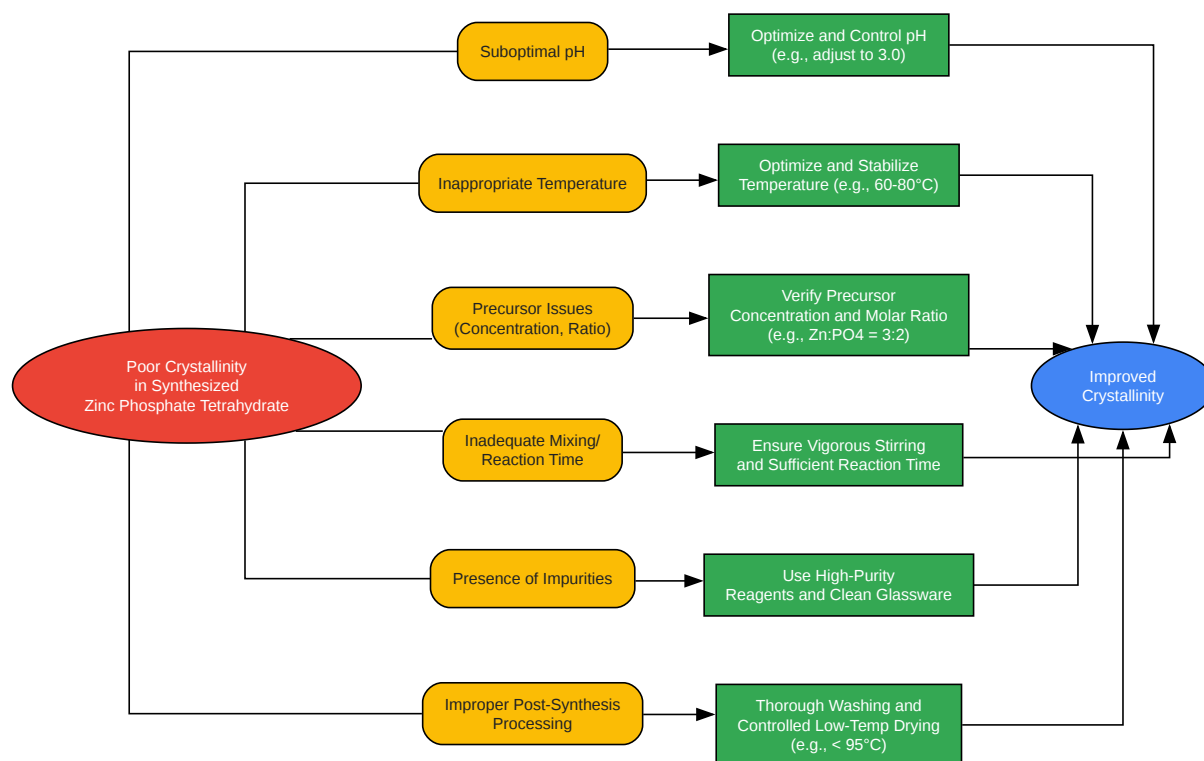 Suboptimal pH
Optimize and Control pH
(e.g., adjust to 3.0)
Inappropriate Temperature
Optimize and Stabilize
Temperature (e.g., 60-80°C)
Precursor Issues
(Concentration, Ratio)
Verify Precursor
Concentration and Molar Ratio
(e.g., Zn:PO4 = 3:2)
Poor Crystallinity
in Synthesized
Zinc Phosphate Tetrahydrate
Improved
Crystallinity
Inadequate Mixing/
Reaction Time
Ensure Vigorous Stirring
and Sufficient Reaction Time
Presence of Impurities
Use High-Purity
Reagents and Clean Glassware
Improper Post-Synthesis
Processing
Thorough Washing and
Controlled Low-Temp Drying
(e.g., < 95°C)